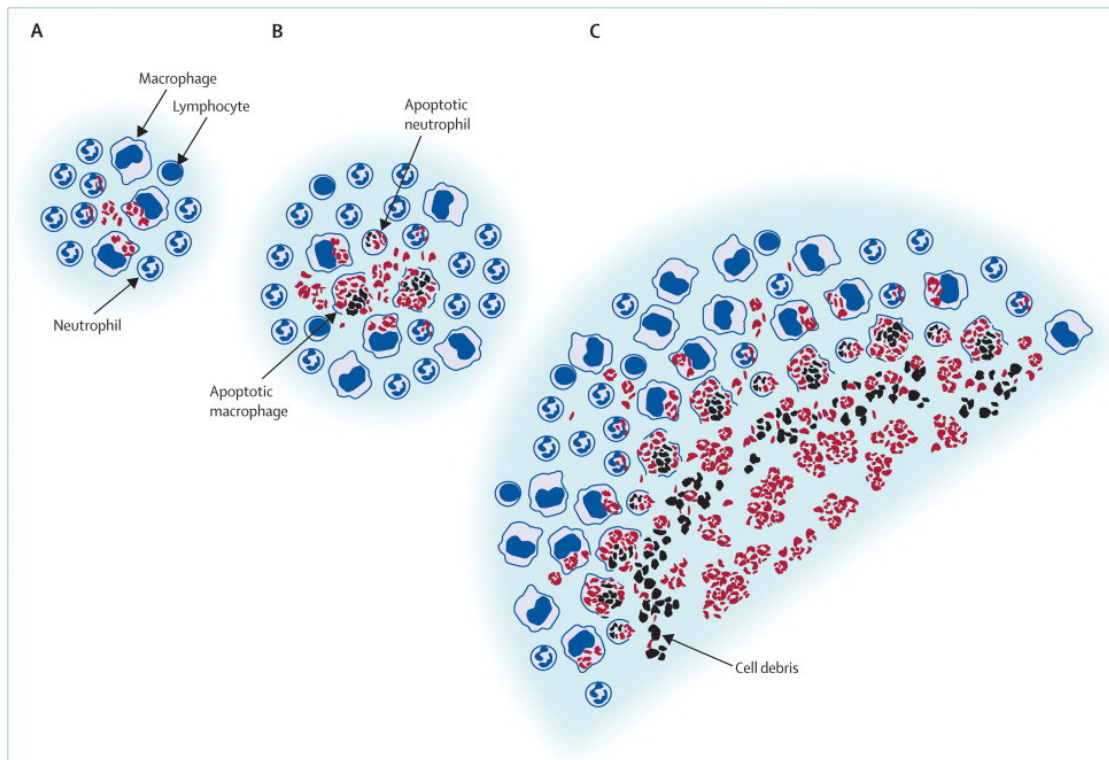 A
B
C
Macrophage
Lymphocyte
Neutrophil
Apoptotic
neutrophil
Apoptotic
macrophage
Cell debris